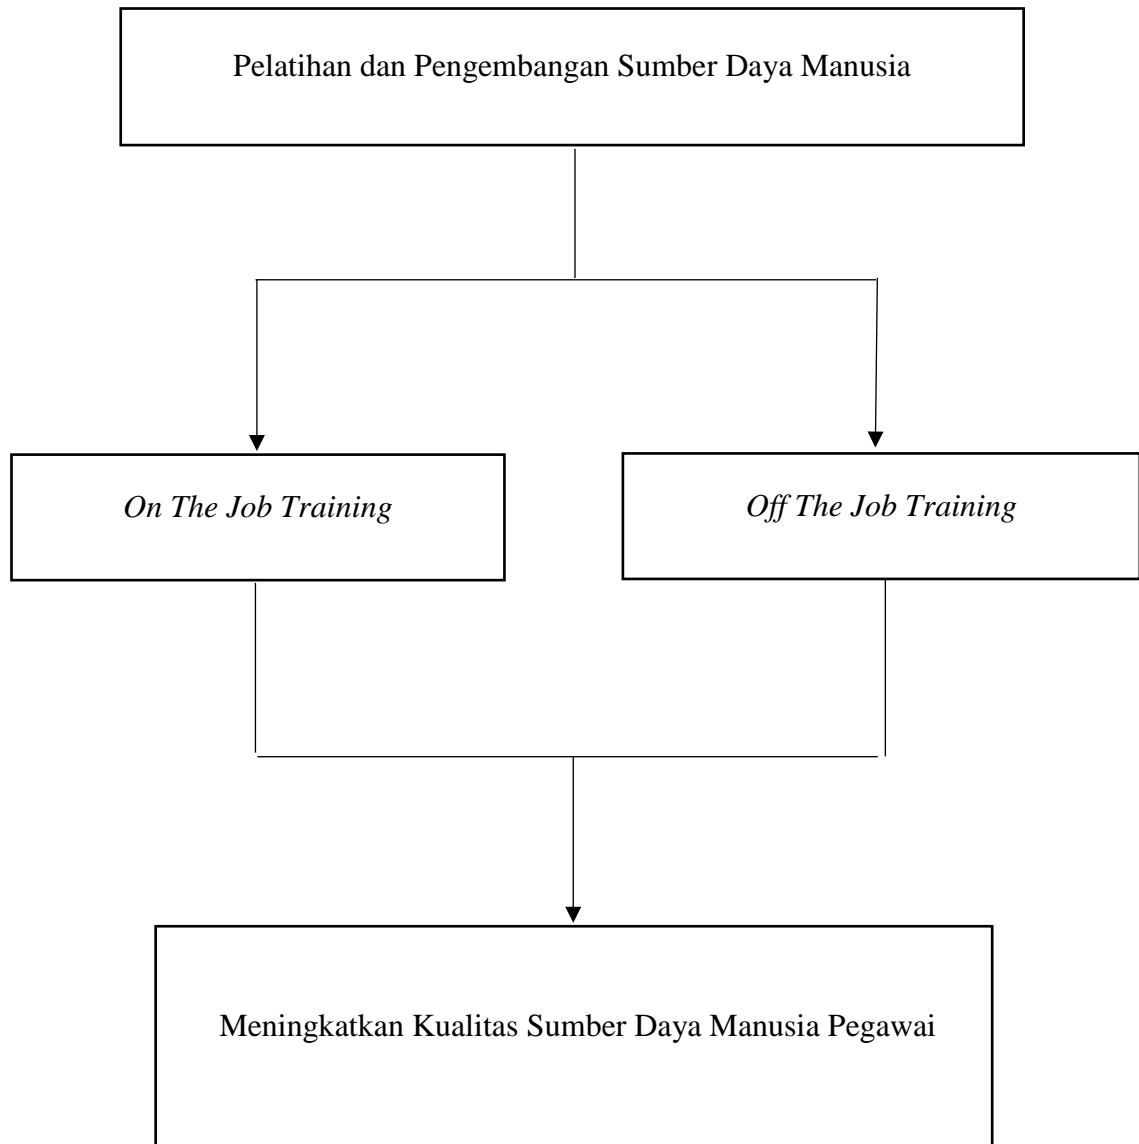 Pelatihan dan Pengembangan Sumber Daya Manusia
On The Job Training
Off The Job Training
Meningkatkan Kualitas Sumber Daya Manusia Pegawai